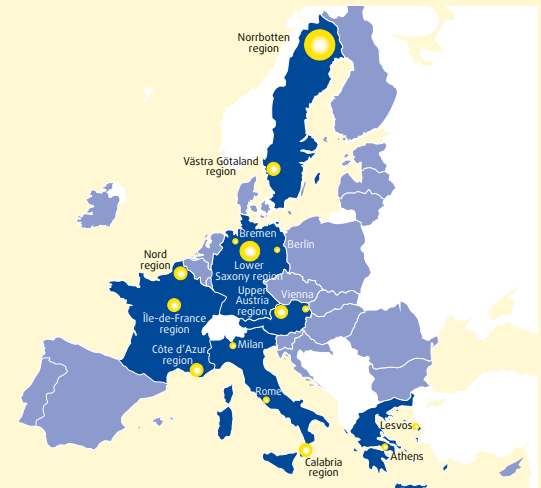 Norrbotten
region
Västra Götaland
region
Bremen
Berlin
Lower
Saxony region
Nord
region
Upper
Austria
region
Vienna
Île-de-France
region
Milan
Côte d'Azur
region
Rome
Lesvos
Athens
Calabria
region